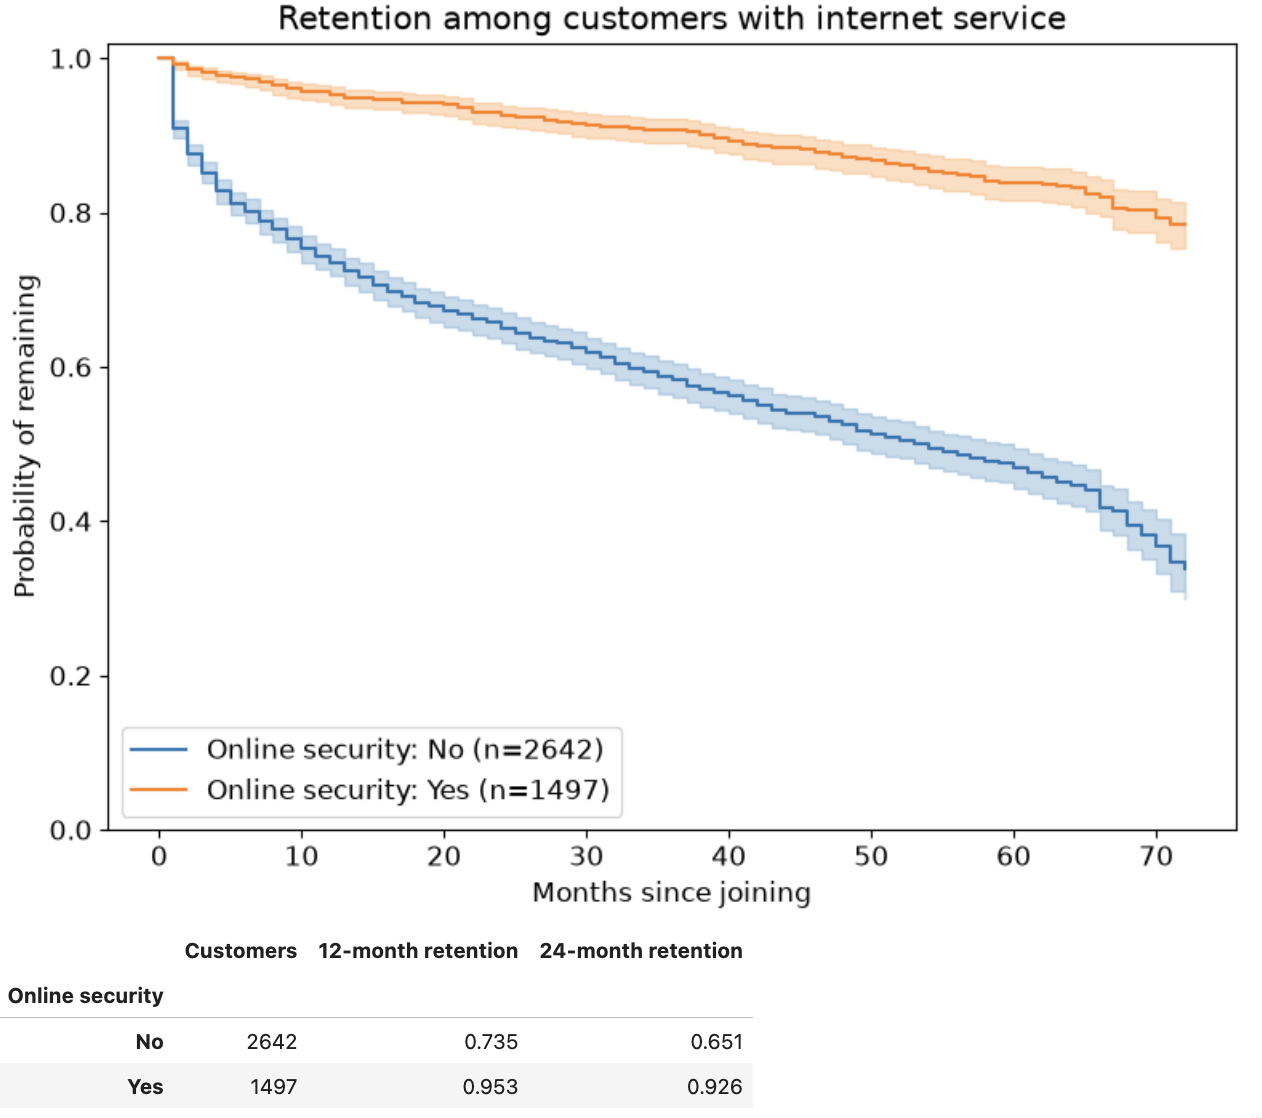 Retention among customers with internet service
1.0
0.8
0.6
0.4
0.2
0.0
Probability of remaining
Online security: No (n=2642)
Online security: Yes (n=1497)
0 10 20 30 40 50 60 70
Months since joining
Customers 12-month retention 24-month retention
Online security
No 2642 0.735 0.651
Yes 1497 0.953 0.926